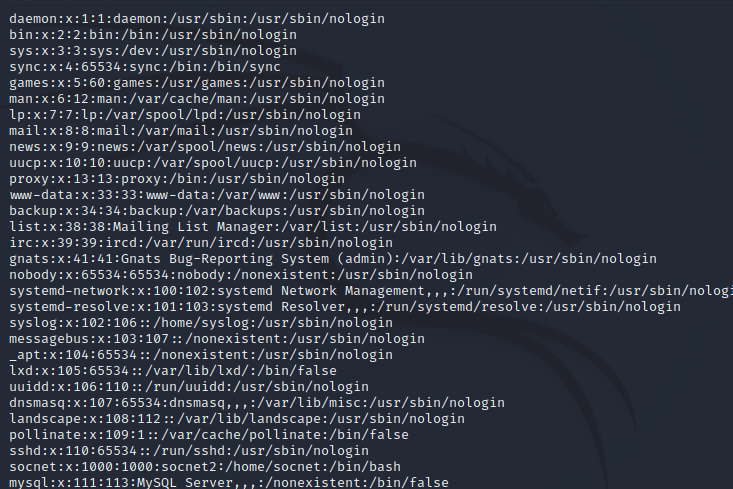 daemon:x:1:1:daemon:/usr/sbin:/usr/sbin/nologin
bin:x:2:2:bin:/bin:/usr/sbin/nologin
sys:x:3:3:sys:/dev:/usr/sbin/nologin
sync:x:4:65534:sync:/bin:/bin/sync
games:x:5:60:games:/usr/games:/usr/sbin/nologin
man:x:6:12:man:/var/cache/man:/usr/sbin/nologin
lp:x:7:7:lp:/var/spool/lpd:/usr/sbin/nologin
mail:x:8:8:mail:/var/mail:/usr/sbin/nologin
news:x:9:9:news:/var/spool/news:/usr/sbin/nologin
uucp:x:10:10:uucp:/var/spool/uucp:/usr/sbin/nologin
proxy:x:13:13:proxy:/bin:/usr/sbin/nologin
www-data:x:33:33:www-data:/var/www:/usr/sbin/nologin
backup:x:34:34:backup:/var/backups:/usr/sbin/nologin
list:x:38:38:Mailing List Manager:/var/list:/usr/sbin/nologin
irc:x:39:39:ircd:/var/run/ircd:/usr/sbin/nologin
gnats:x:41:41:Gnats Bug-Reporting System (admin):/var/lib/gnats:/usr/sbin/nologin
nobody:x:65534:65534:nobody:/nonexistent:/usr/sbin/nologin
systemd-network:x:100:102:systemd Network Management,,,:/run/systemd/netif:/usr/sbin/nologi
systemd-resolve:x:101:103:systemd Resolver,,,:/run/systemd/resolve:/usr/sbin/nologin
syslog:x:102:106::/home/syslog:/usr/sbin/nologin
messagebus:x:103:107::/nonexistent:/usr/sbin/nologin
_apt:x:104:65534::/nonexistent:/usr/sbin/nologin
lxd:x:105:65534::/var/lib/lxd/:/bin/false
uuidd:x:106:110::/run/uuidd:/usr/sbin/nologin
dnsmasq:x:107:65534:dnsmasq,,,:/var/lib/misc:/usr/sbin/nologin
landscape:x:108:112::/var/lib/landscape:/usr/sbin/nologin
pollinate:x:109:1::/var/cache/pollinate:/bin/false
sshd:x:110:65534::/run/sshd:/usr/sbin/nologin
socnet:x:1000:1000:socnet2:/home/socnet:/bin/bash
mysql:x:111:113:MySQL Server,,,:/nonexistent:/bin/false